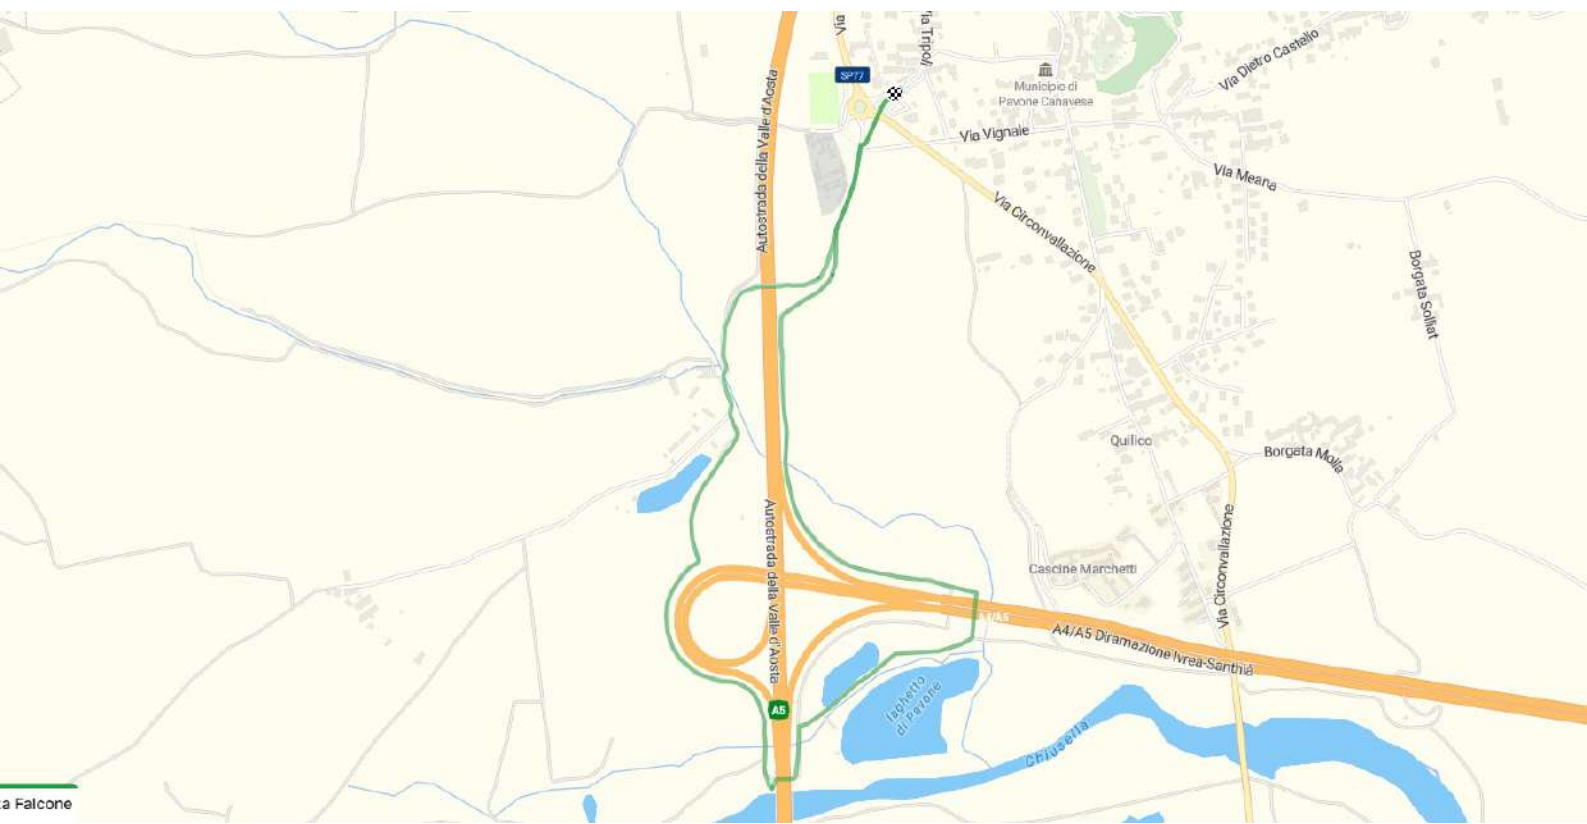 Via
Via Tripoli
SP77
Municipio di
Pavone Canavese
Via Dietro Castello
Autostrada della Valle d'Aosta
Via Vignale
Via Meana
Via Circonvallazione
Borgata Solliat
Quilico
Borgata Molla
Autostrada della Valle d'Aosta
Via Circonvallazione
Cascine Marchetti
A4/A5
A4/A5 Diramazione Ivrea-Santhià
A5
laghetto
di Pavone
Chiusella
a Falcone